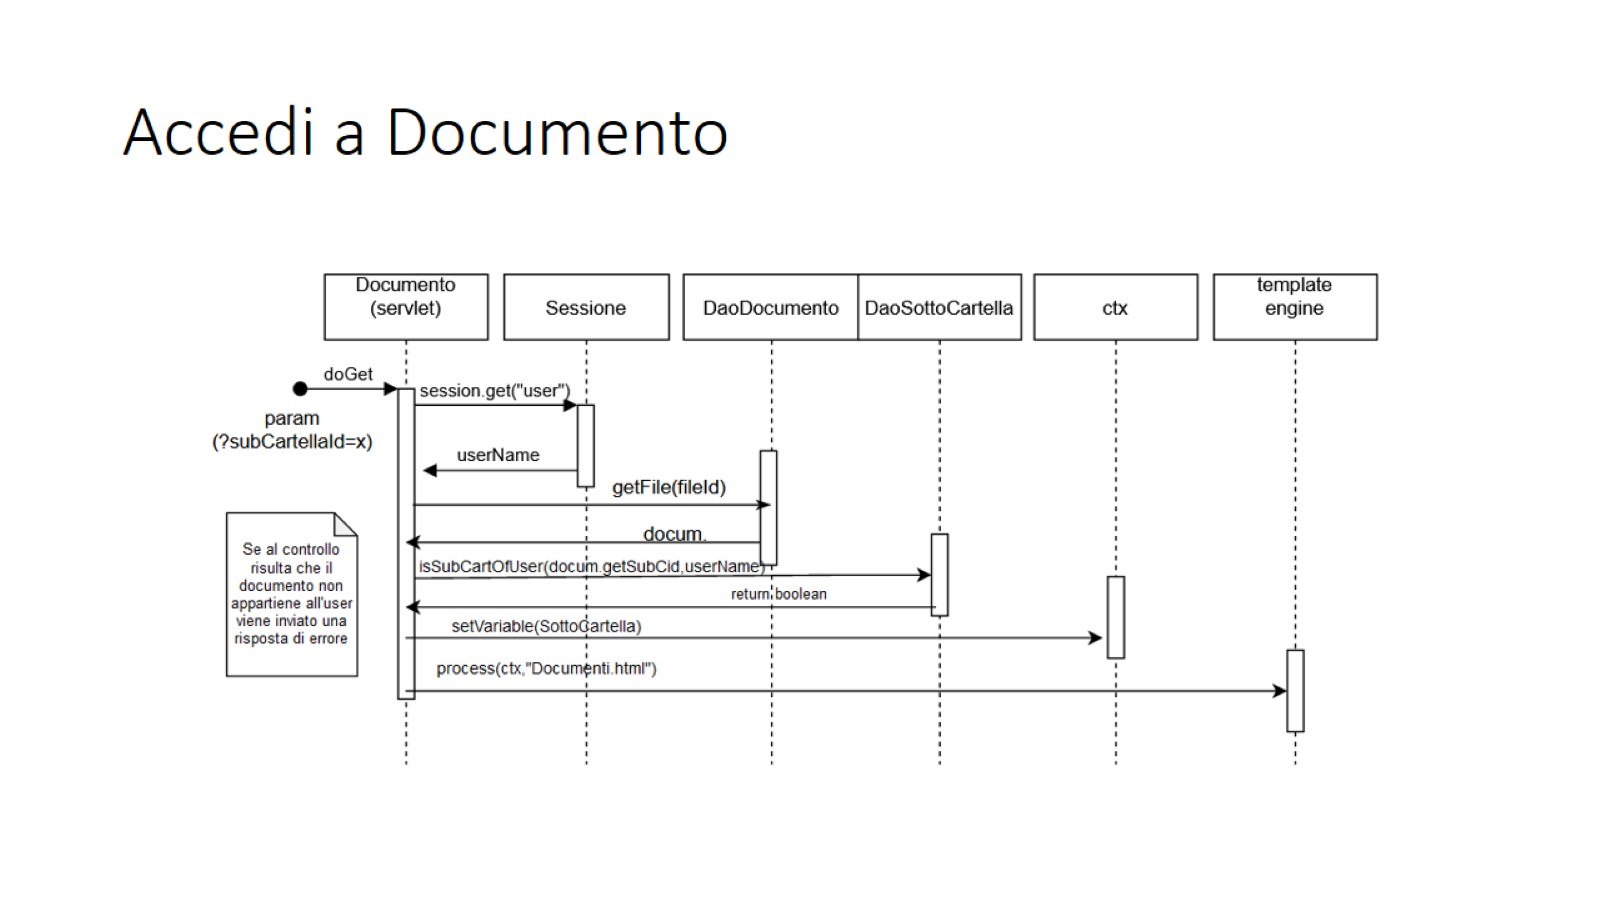 Accedi a Documento
Documento
(servlet)
Sessione
DaoDocumento
DaoSottoCartella
ctx
template
engine
doGet
param
(?subCartellaId=x)
session.get("user")
userName
getFile(fileId)
docum.
isSubCartOfUser(docum.getSubCid,userName)
return boolean
setVariable(SottoCartella)
process(ctx,"Documenti.html")
Se al controllo
risulta che il
documento non
appartiene all'user
viene inviato una
risposta di errore